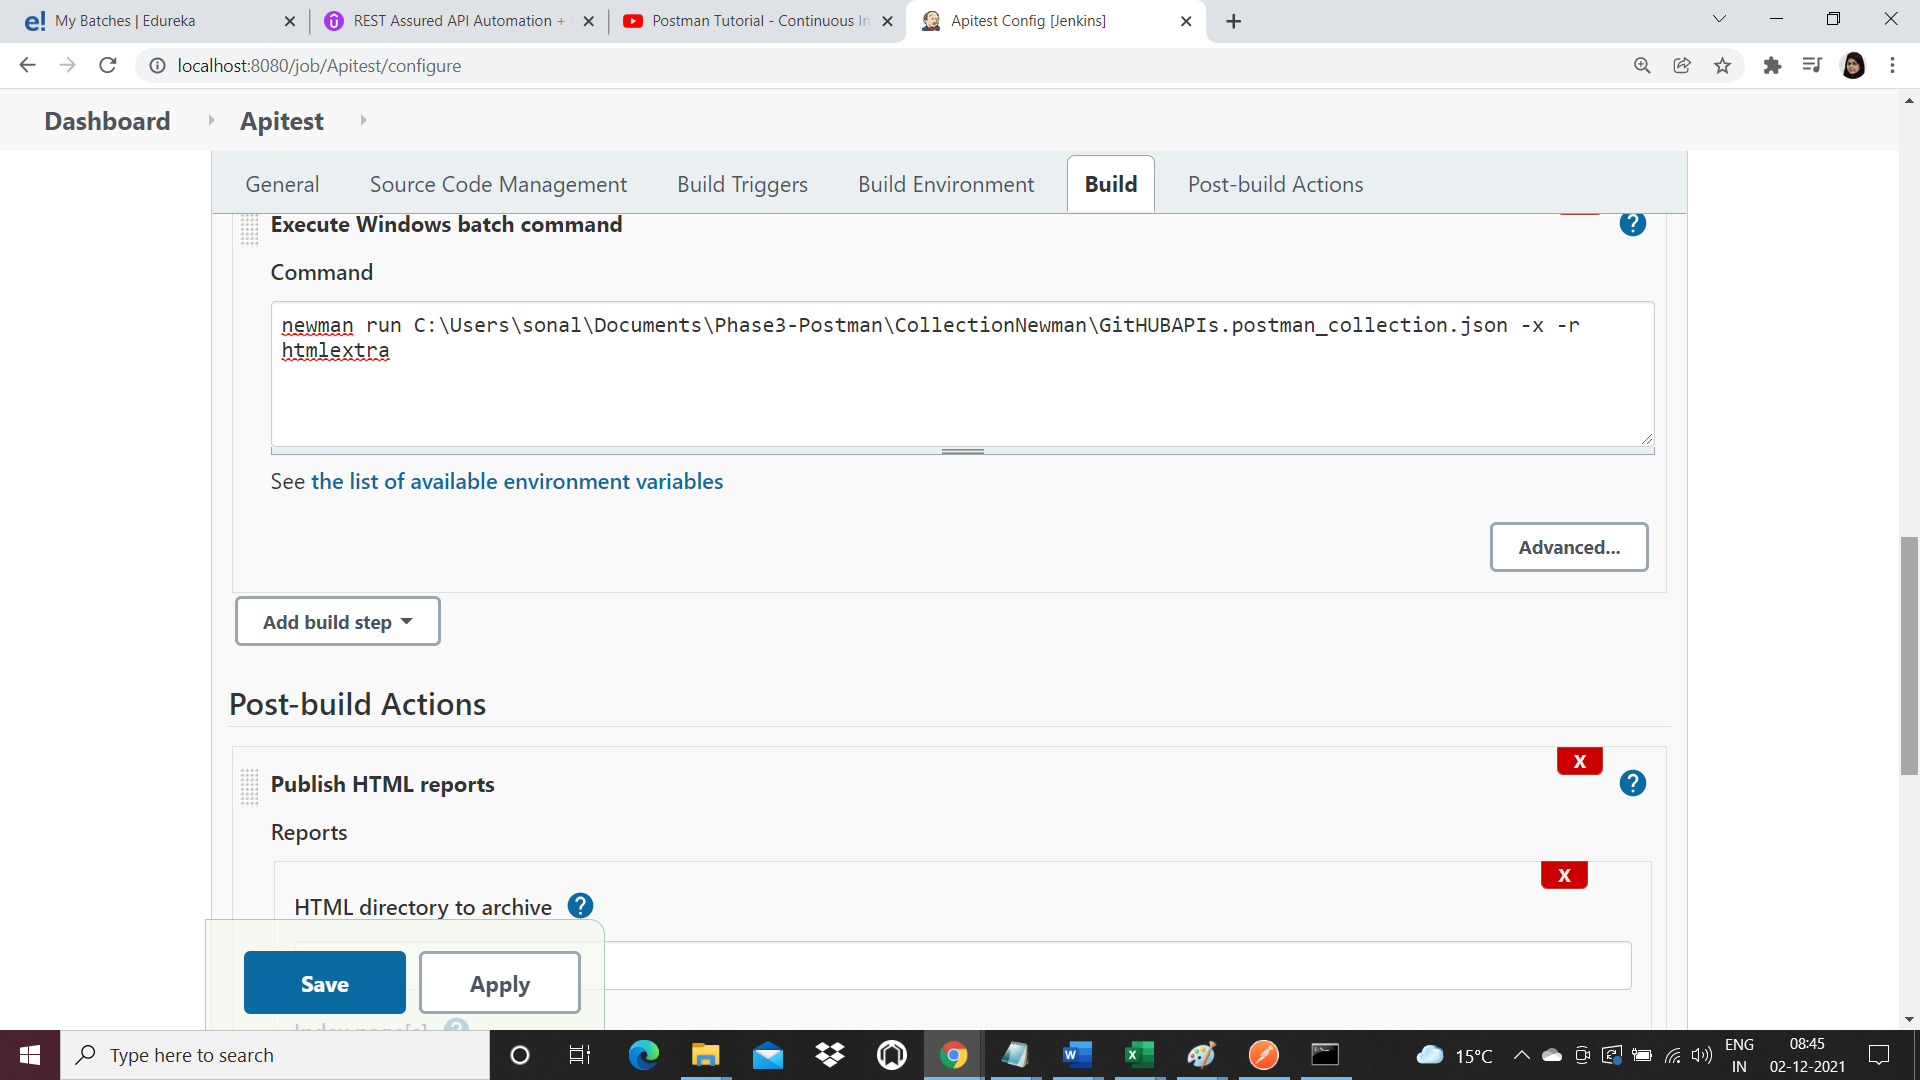 My Batches | Edureka
REST Assured API Automation +
Postman Tutorial - Continuous In
Apitest Config [Jenkins]
localhost:8080/job/Apitest/configure
Dashboard
Apitest
General
Source Code Management
Build Triggers
Build Environment
Build
Post-build Actions
Execute Windows batch command
?
Command
newman run C:\Users\sonal\Documents\Phase3-Postman\CollectionNewman\GitHUBAPIs.postman_collection.json -x -r
htmlextra
See the list of available environment variables
Advanced...
Add build step
Post-build Actions
X
Publish HTML reports
?
Reports
X
HTML directory to archive ?
Save
Apply
Index page[s] ?
Type here to search
15°C
ENG
IN
08:45
02-12-2021